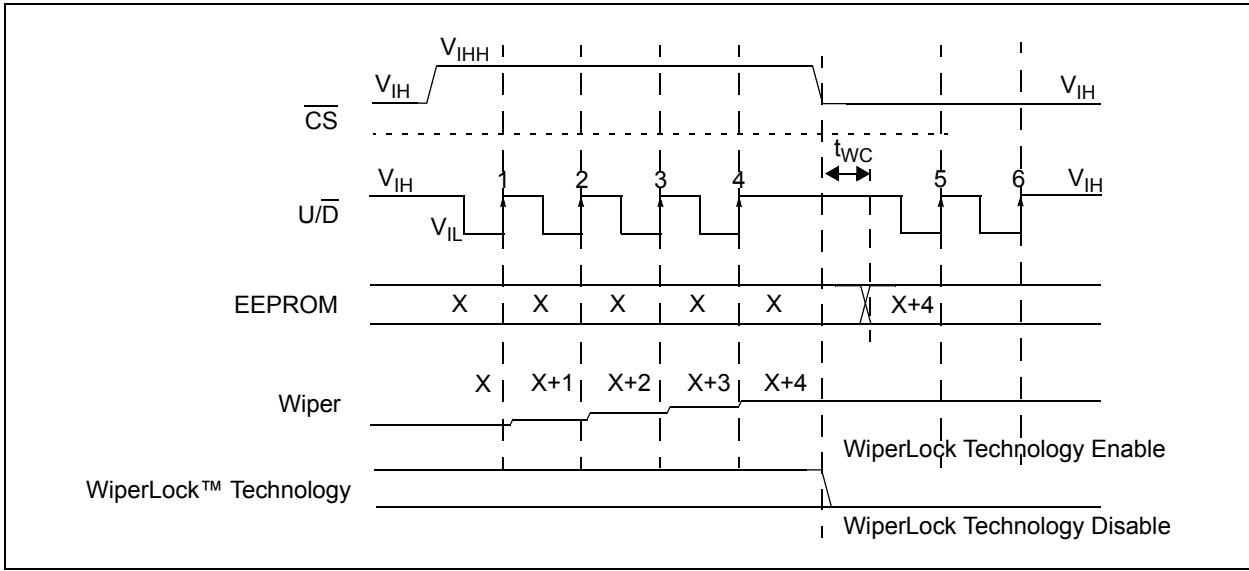 VIHH
VIH
VIH
CS
tWC
VIH
1
2
3
4
5
6
VIH
U/D
VIL
EEPROM
X
X
X
X
X
X+4
X
X+1
X+2
X+3
X+4
Wiper
WiperLock Technology Enable
WiperLock™ Technology
WiperLock Technology Disable